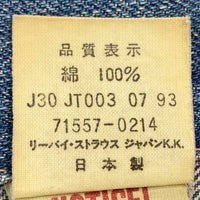 品質表示
綿 100%
J30 JT003 07 93
71557-0214
リーバイ・ストラウス ジャパンK.K.
日本製
NOTICE!